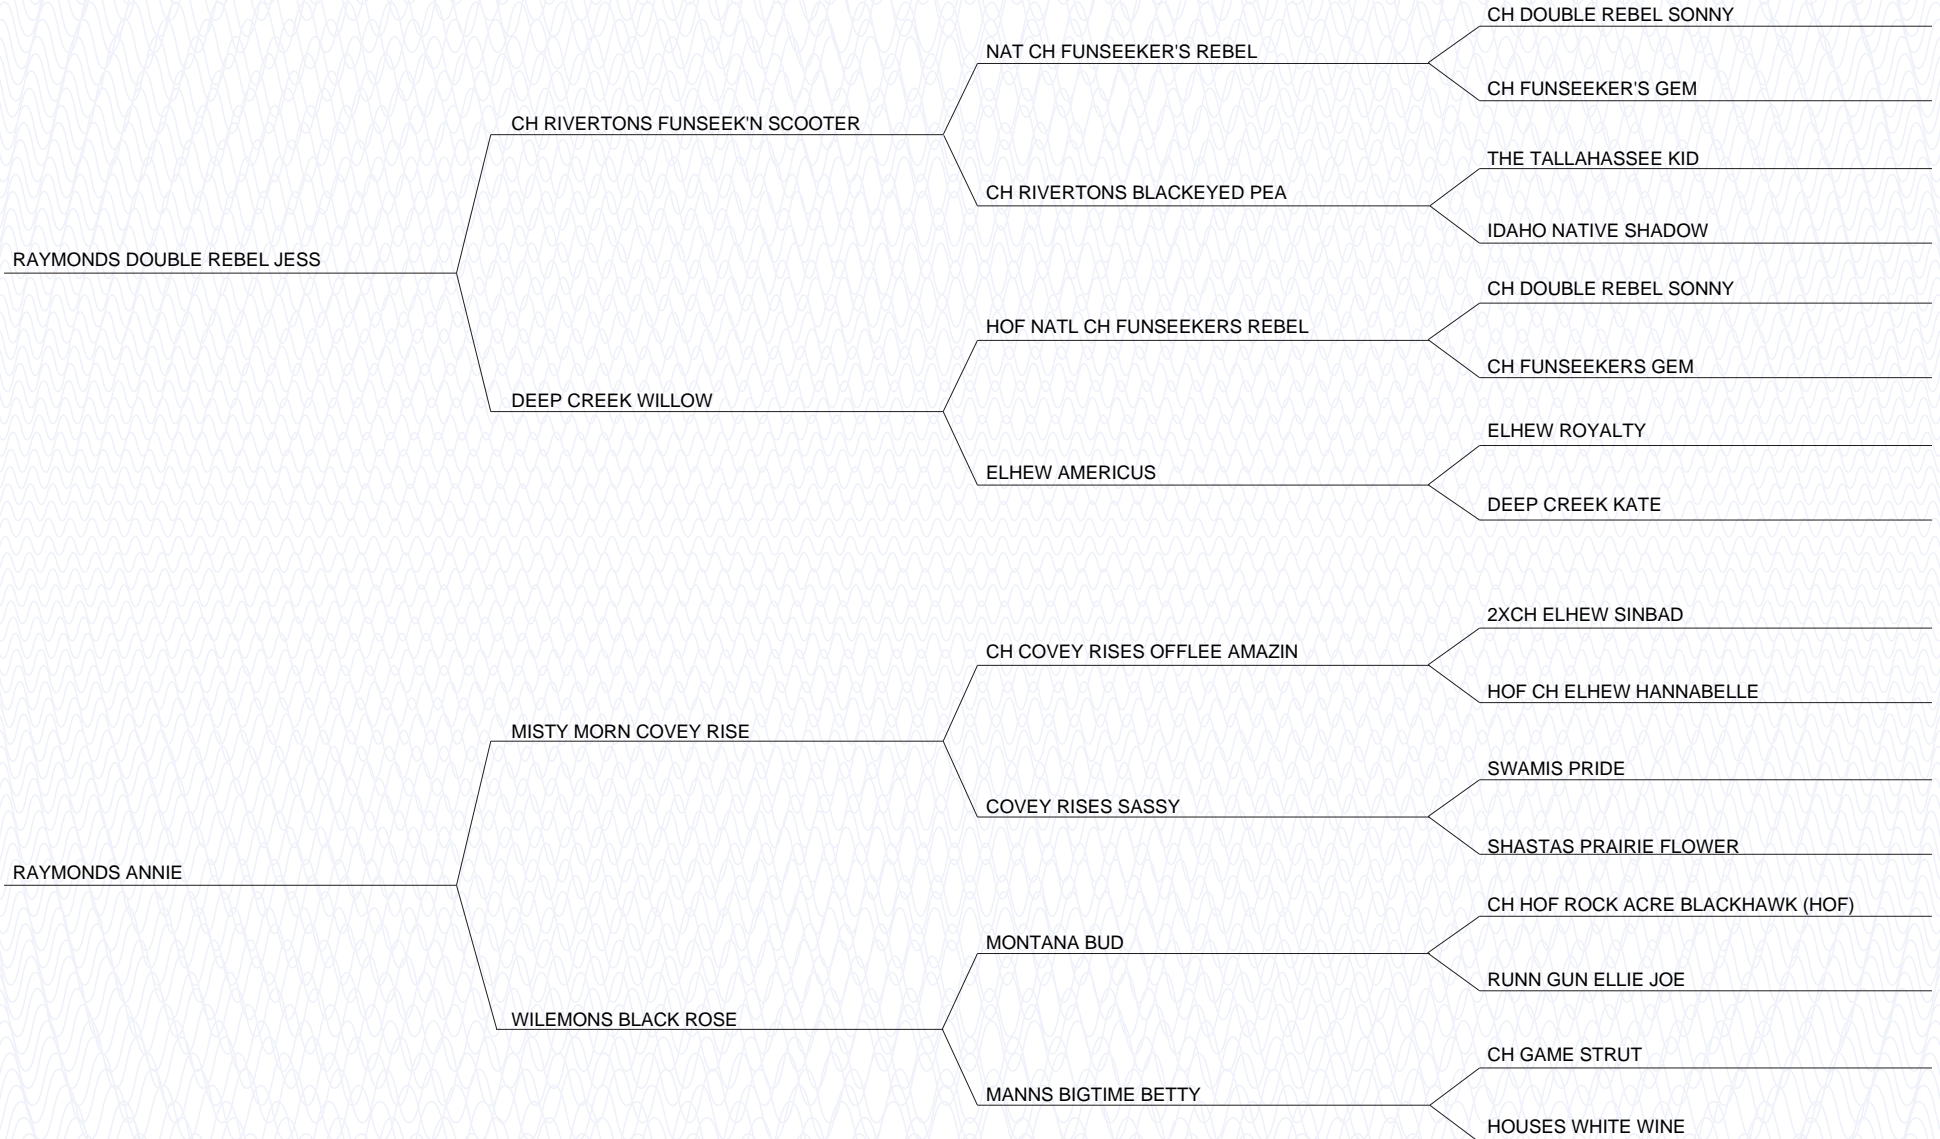 CH DOUBLE REBEL SONNY
NAT CH FUNSEEKER'S REBEL
CH FUNSEEKER'S GEM
CH RIVERTONS FUNSEEK'N SCOOTER
THE TALLAHASSEE KID
CH RIVERTONS BLACKEYED PEA
IDAHO NATIVE SHADOW
RAYMONDS DOUBLE REBEL JESS
CH DOUBLE REBEL SONNY
HOF NATL CH FUNSEEKERS REBEL
CH FUNSEEKERS GEM
DEEP CREEK WILLOW
ELHEW ROYALTY
ELHEW AMERICUS
DEEP CREEK KATE
2XCH ELHEW SINBAD
CH COVEY RISES OFFLEE AMAZIN
HOF CH ELHEW HANNABELLE
MISTY MORN COVEY RISE
SWAMIS PRIDE
COVEY RISES SASSY
SHASTAS PRAIRIE FLOWER
RAYMONDS ANNIE
CH HOF ROCK ACRE BLACKHAWK (HOF)
MONTANA BUD
RUNN GUN ELLIE JOE
WILEMONS BLACK ROSE
CH GAME STRUT
MANNS BIGTIME BETTY
HOUSES WHITE WINE